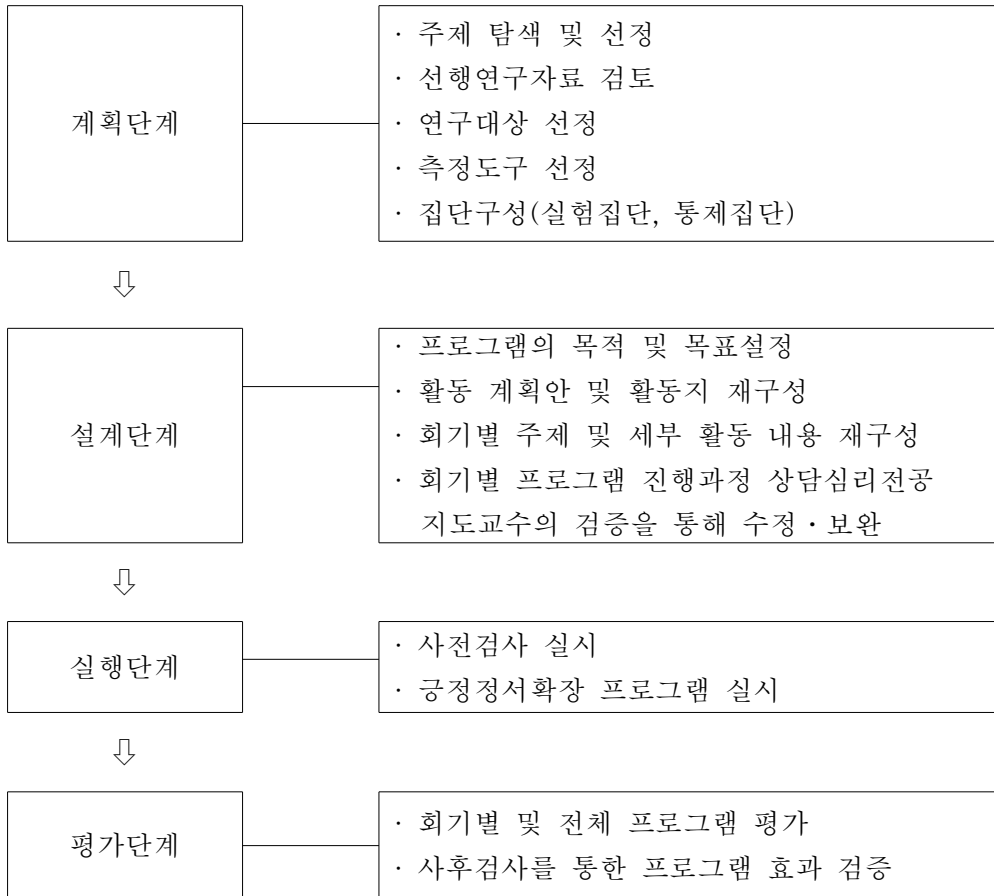 계획단계
· 주제 탐색 및 선정
· 선행연구자료 검토
· 연구대상 선정
· 측정도구 선정
· 집단구성(실험집단, 통제집단)
⇩
설계단계
· 프로그램의 목적 및 목표설정
· 활동 계획안 및 활동지 재구성
· 회기별 주제 및 세부 활동 내용 재구성
· 회기별 프로그램 진행과정 상담심리전공
지도교수의 검증을 통해 수정・보완
⇩
실행단계
· 사전검사 실시
· 긍정정서확장 프로그램 실시
⇩
평가단계
· 회기별 및 전체 프로그램 평가
· 사후검사를 통한 프로그램 효과 검증